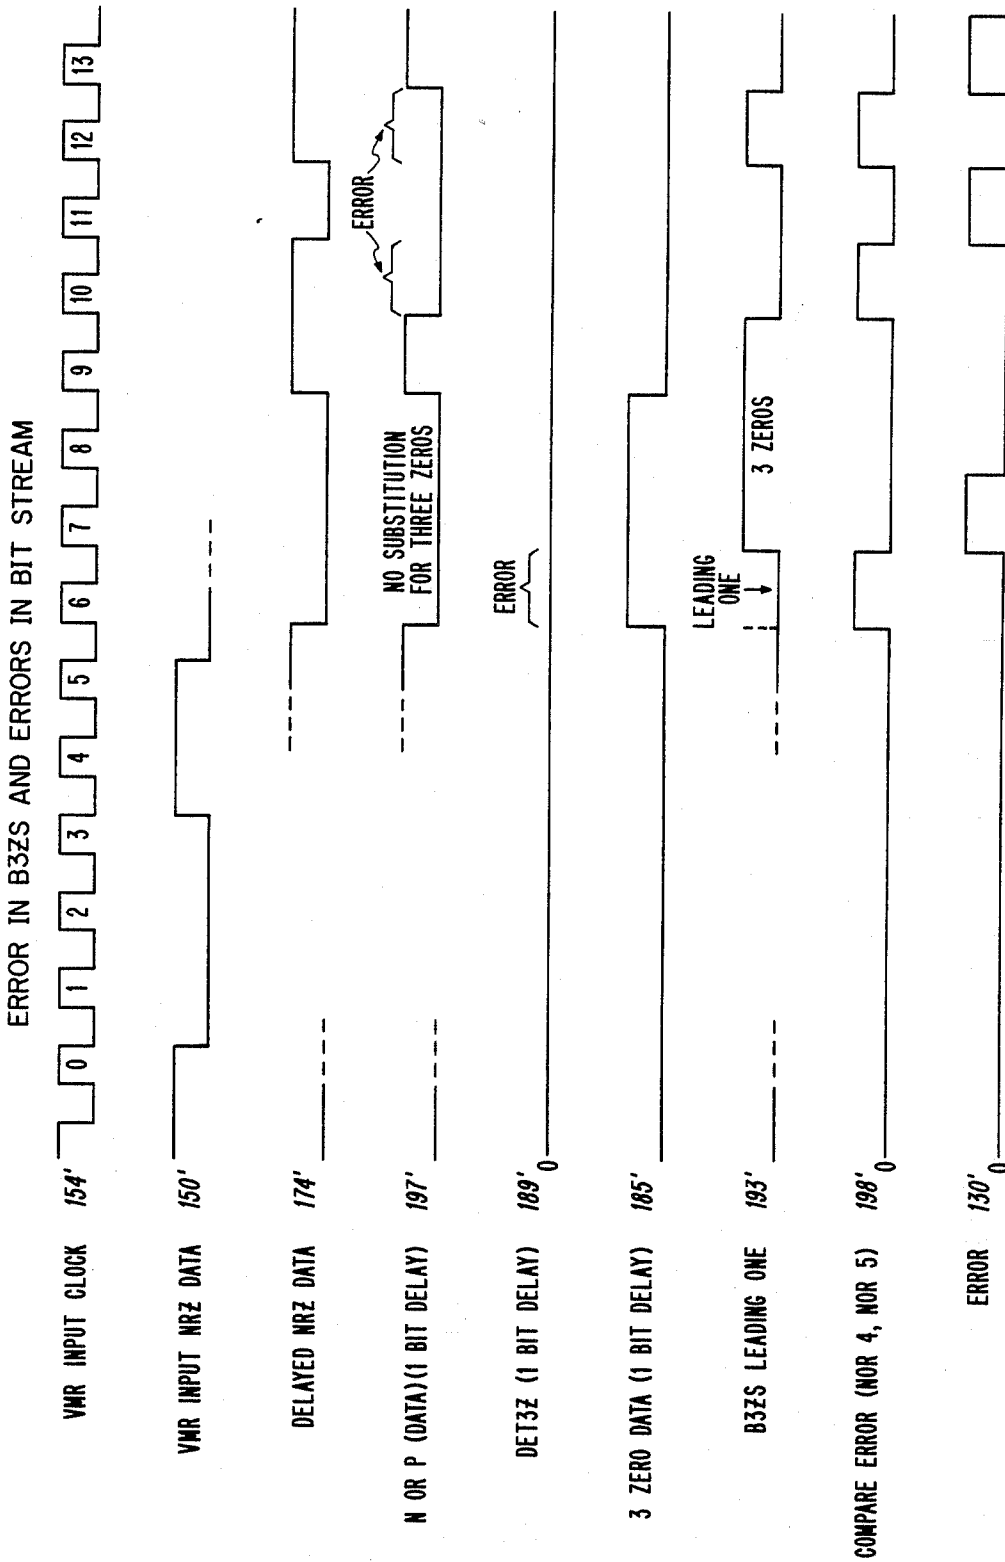 ERROR IN B3ZS AND ERRORS IN BIT STREAM
VMR INPUT CLOCK 154' 0 1 2 3 4 5 6 7 8 9 10 11 12 13
VMR INPUT NRZ DATA 150'
DELAYED NRZ DATA 174'
ERROR
N OR P (DATA)(1 BIT DELAY) 197'
NO SUBSTITUTION
FOR THREE ZEROS
ERROR
DET3Z (1 BIT DELAY) 189'
0
3 ZERO DATA (1 BIT DELAY) 185'
LEADING
ONE
B3ZS LEADING ONE 193'
3 ZEROS
COMPARE ERROR (NOR 4, NOR 5) 198'
0
ERROR 130'
0